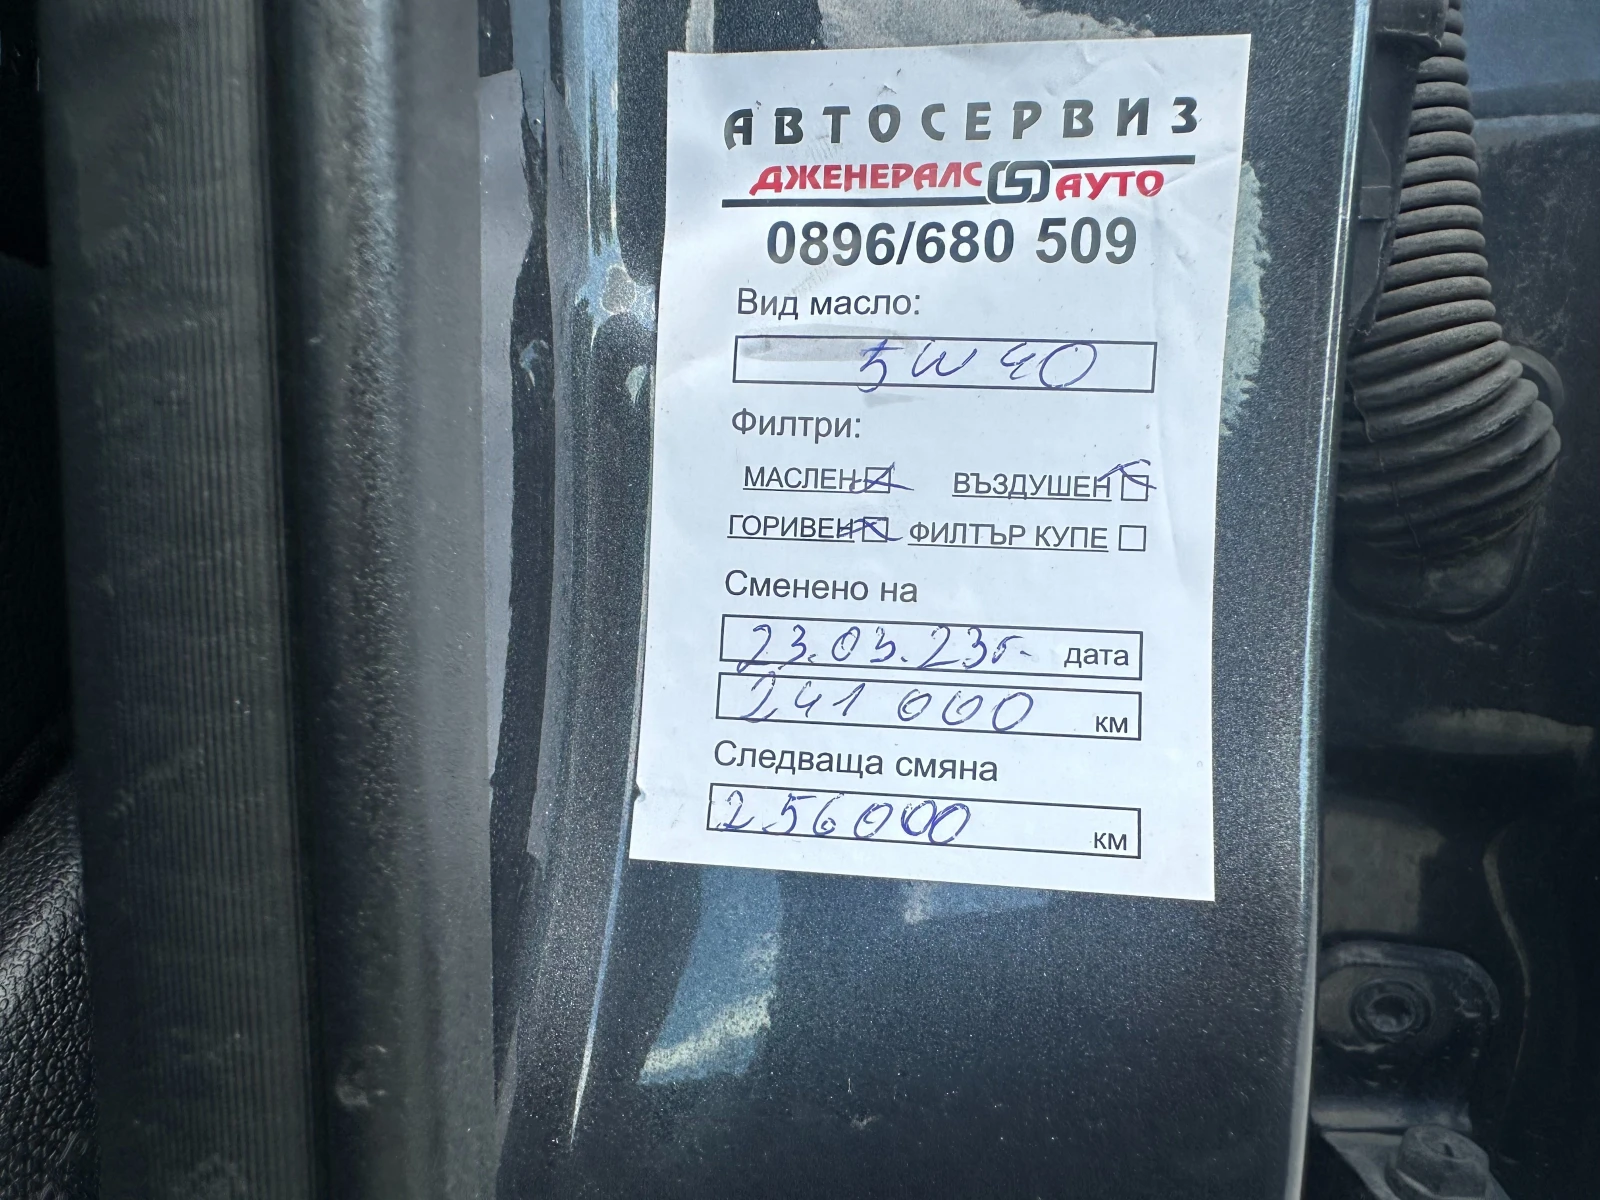 АВТОСЕРВИЗ
ДЖЕНЕРАЛС АУТО
0896/680 509
Вид масло:
5W40
Филтри:
МАСЛЕН ВЪЗДУШЕН
ГОРИВЕН ФИЛТЪР КУПЕ
Сменено на
23.03.23г. дата
241 000 км
Следваща смяна
256000 км